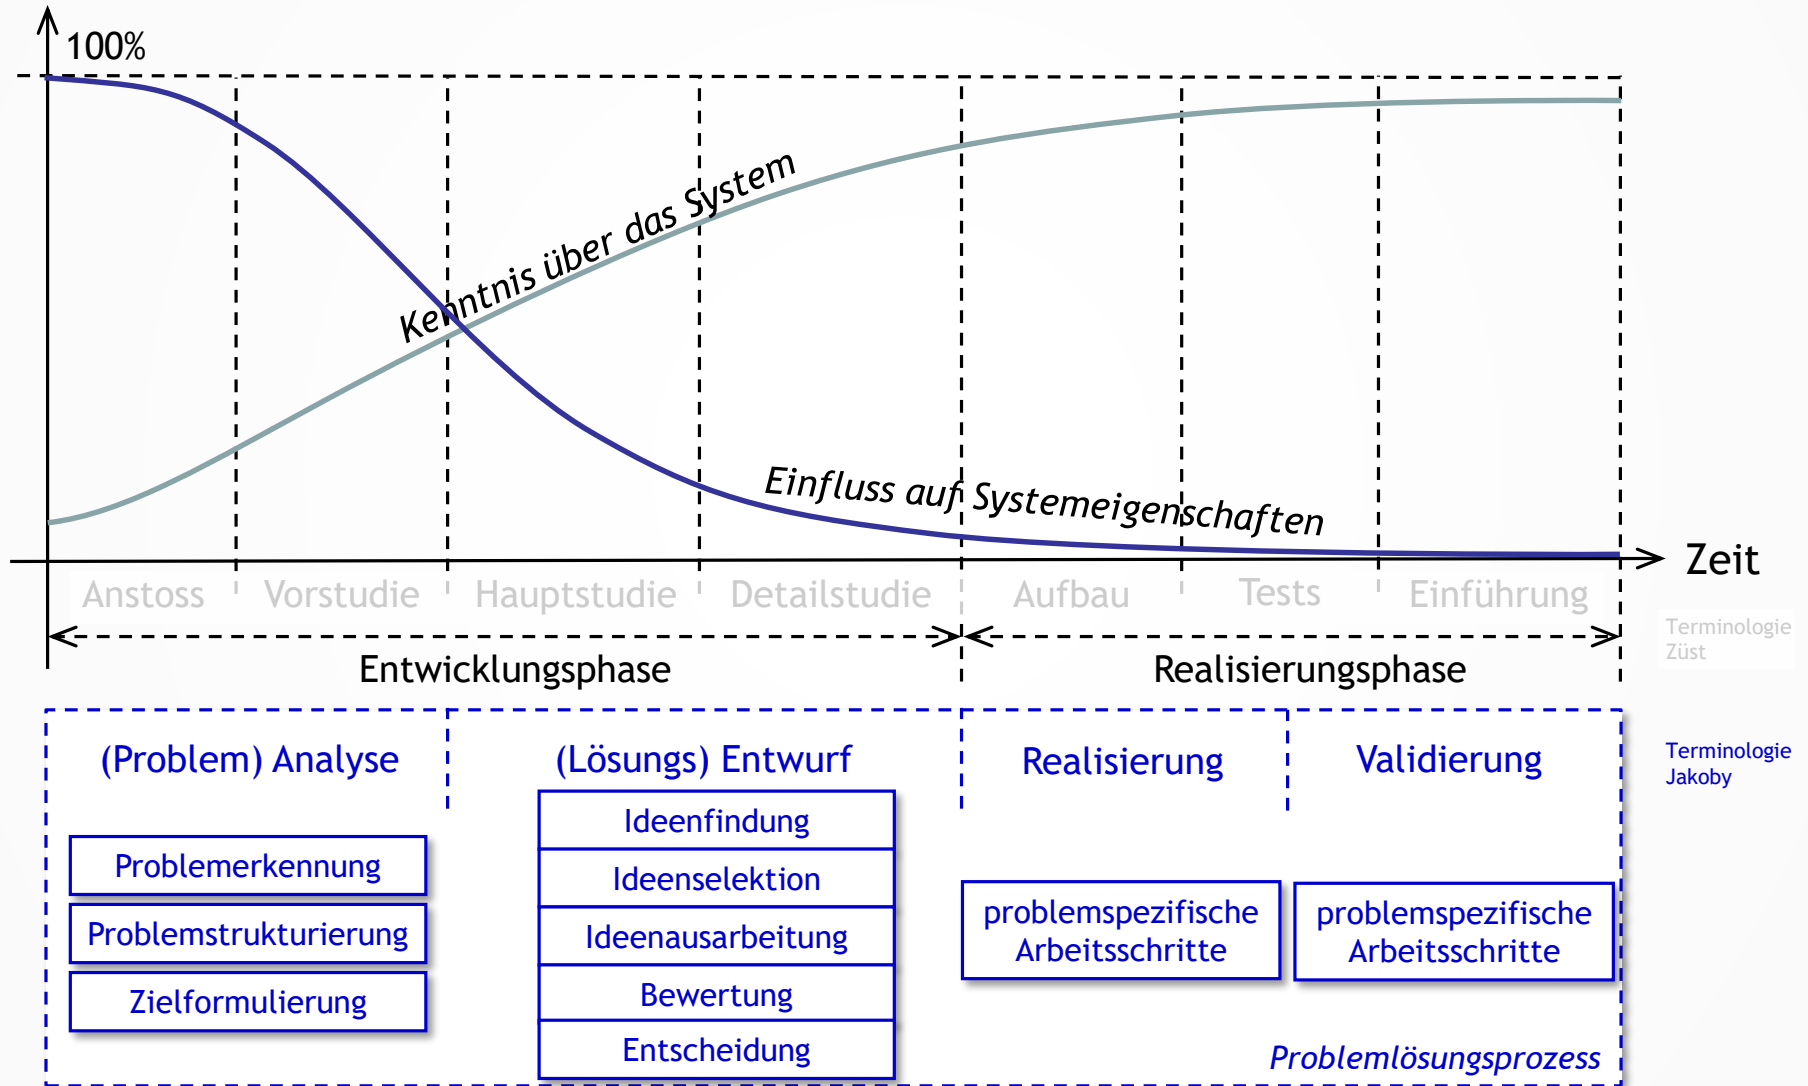 100%
Kenntnis über das System
Einfluss auf Systemeigenschaften
Zeit
Anstoss
Vorstudie
Hauptstudie
Detailstudie
Aufbau
Tests
Einführung
Terminologie
Züst
Entwicklungsphase
Realisierungsphase
(Problem) Analyse
(Lösungs) Entwurf
Realisierung
Validierung
Terminologie
Jakoby
Problemerkennung
Problemstrukturierung
Zielformulierung
Ideenfindung
Ideenselektion
Ideenausarbeitung
Bewertung
Entscheidung
problemspezifische
Arbeitsschritte
problemspezifische
Arbeitsschritte
Problemlösungsprozess